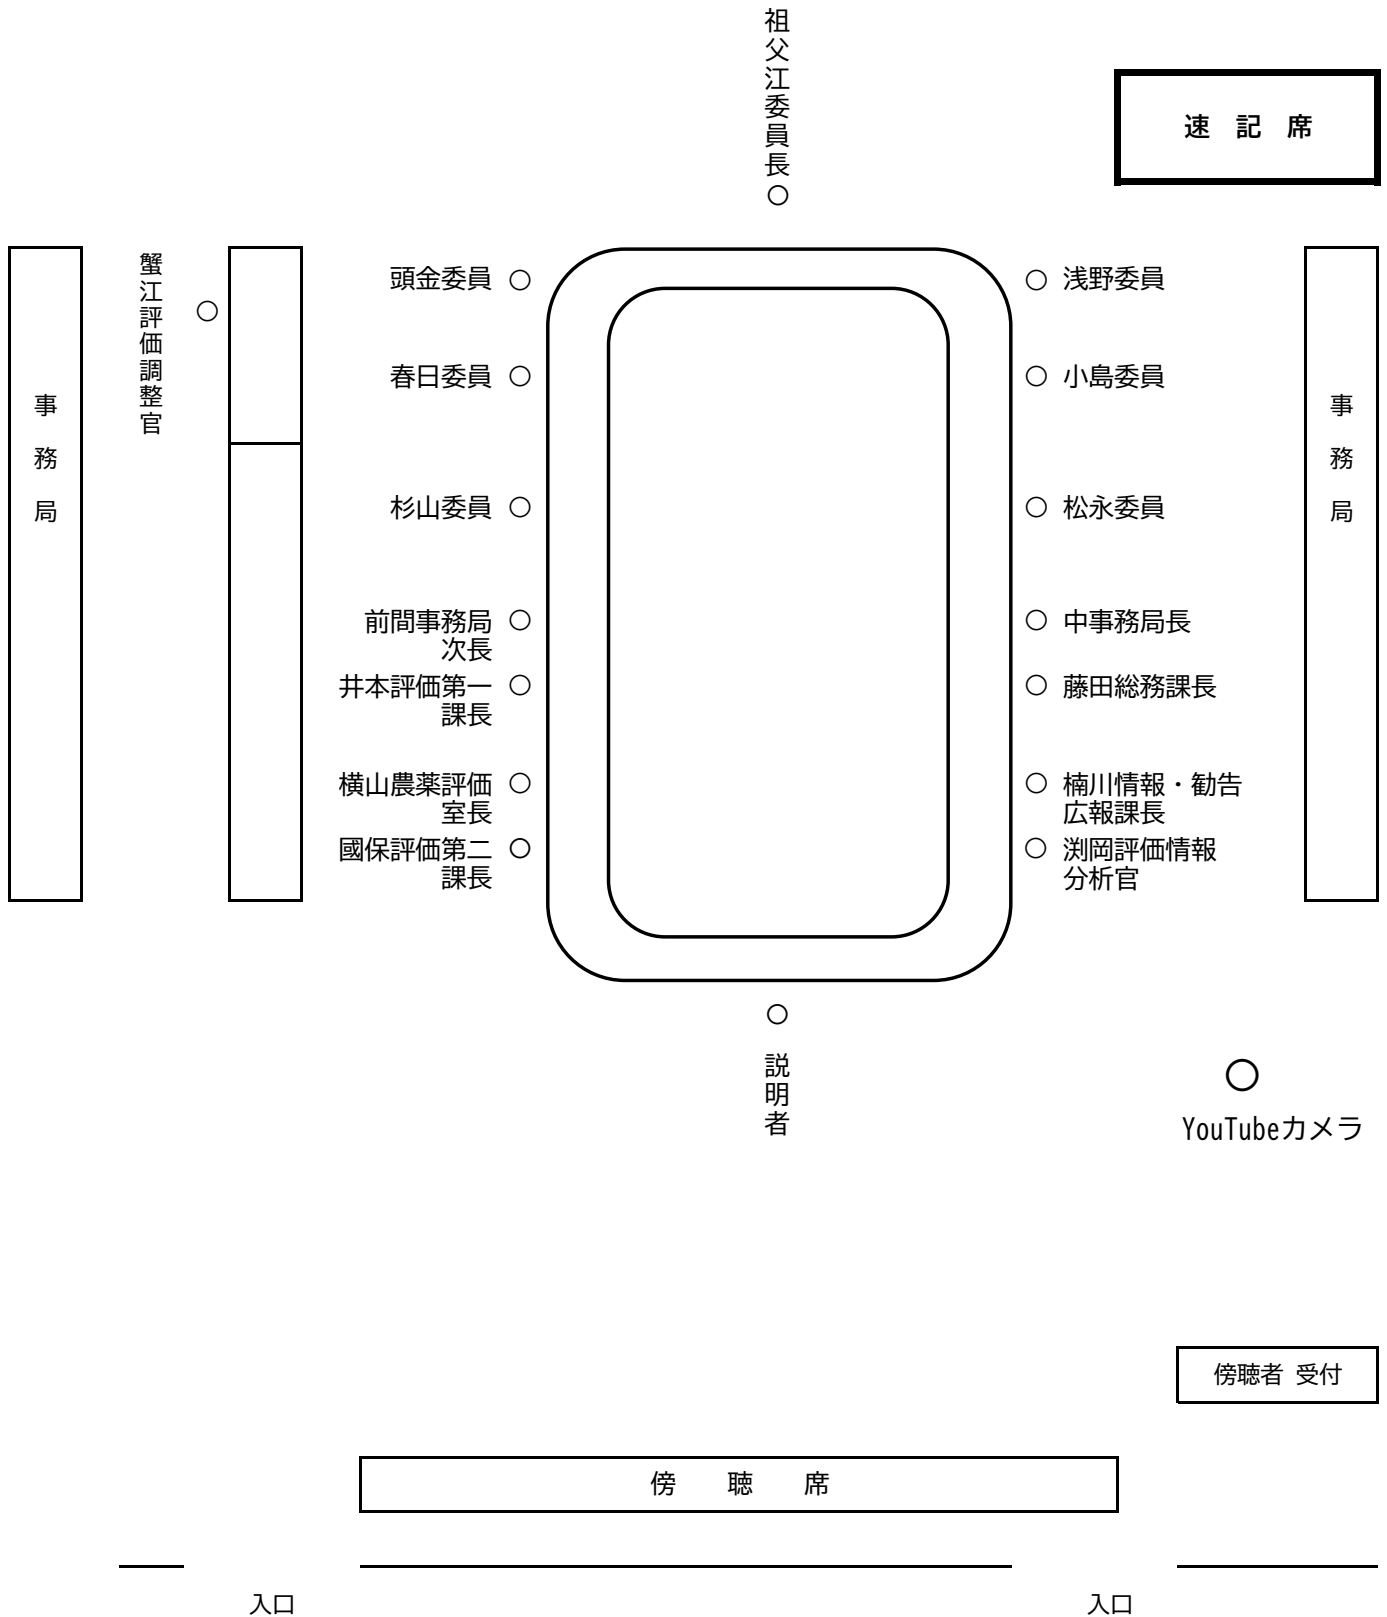 祖父江委員長
速　記　席
蟹江評価調整官
事務局
頭金委員
浅野委員
春日委員
小島委員
事務局
杉山委員
松永委員
前間事務局
次長
中事務局長
井本評価第一
課長
藤田総務課長
横山農薬評価
室長
楠川情報・勧告
広報課長
國保評価第二
課長
渕岡評価情報
分析官
説明者
YouTubeカメラ
傍聴者 受付
傍　聴　席
入口
入口